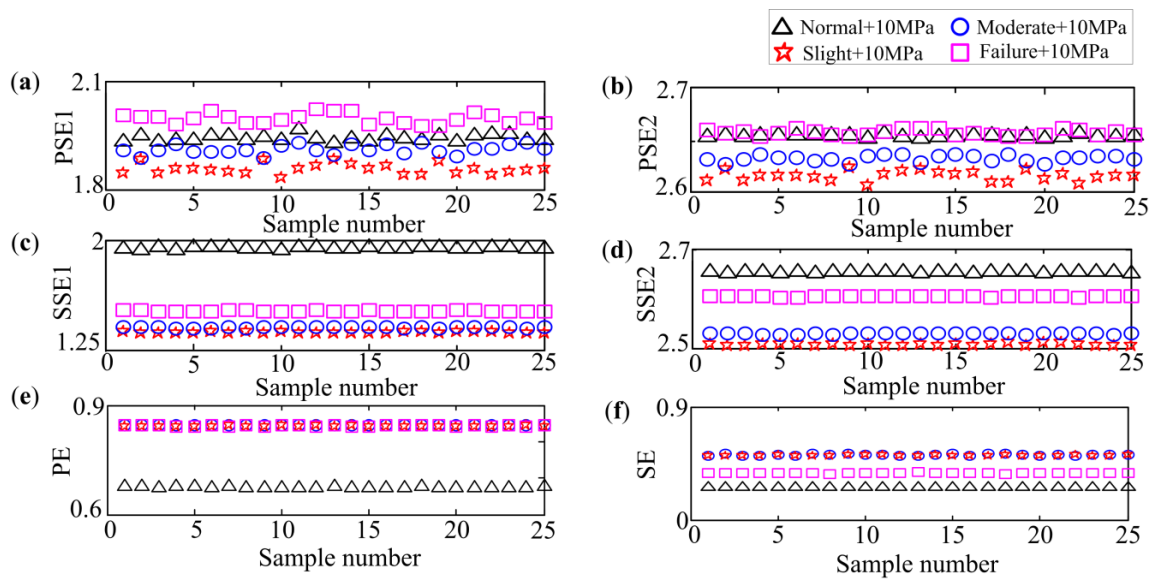 Normal+10MPa Moderate+10MPa
Slight+10MPa Failure+10MPa
(a)
2.1
PSE1
1.8
0 5 10 15 20 25
Sample number
(b)
2.7
PSE2
2.6
0 5 10 15 20 25
Sample number
(c)
2
SSE1
1.25
0 5 10 15 20 25
Sample number
(d)
2.7
SSE2
2.5
0 5 10 15 20 25
Sample number
(e)
0.9
PE
0.6
0 5 10 15 20 25
Sample number
(f)
0.9
SE
0
0 5 10 15 20 25
Sample number